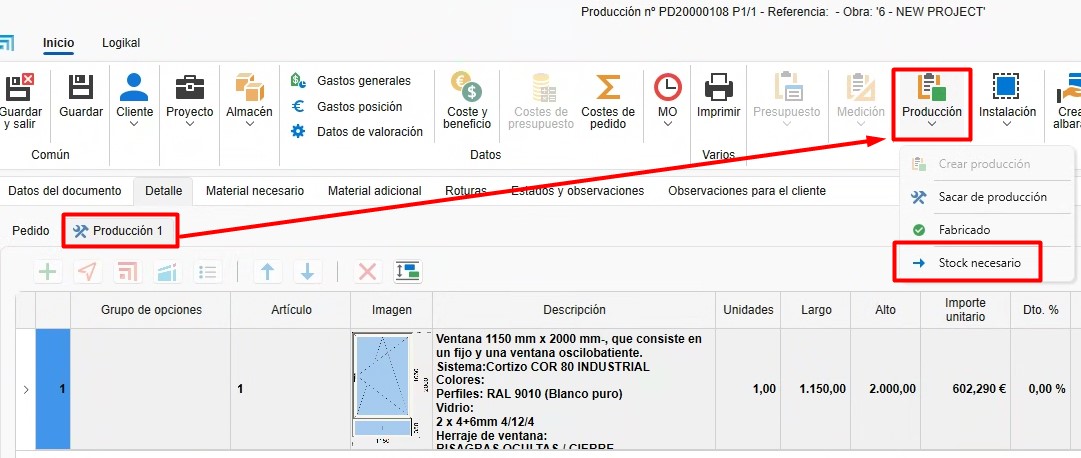 Producción nº PD20000108 P1/1 - Referencia: - Obra: '6 - NEW PROJECT'
Inicio
Logikal
Guardar y salir
Guardar
Cliente
Proyecto
Almacén
Gastos generales
Gastos posición
Datos de valoración
Coste y beneficio
Costes de presupuesto
Costes de pedido
MO
Imprimir
Presupuesto
Medición
Producción
Instalación
Común
Datos
Varios
Crear producción
Sacar de producción
Fabricado
Stock necesario
Datos del documento
Detalle
Material necesario
Material adicional
Roturas
Estados y observaciones
Observaciones para el cliente
Pedido
Producción 1
Grupo de opciones
Artículo
Imagen
Descripción
Unidades
Largo
Alto
Importe unitario
Dto. %
1
1
Ventana 1150 mm x 2000 mm-, que consiste en
un fijo y una ventana oscilobatiente.
Sistema:Cortizo COR 80 INDUSTRIAL
Colores:
Perfiles: RAL 9010 (Blanco puro)
Vidrio:
2 x 4+6mm 4/12/4
Herraje de ventana:
BISAGRAS OCULTAS / CIERRE
1,00
1.150,00
2.000,00
602,290 €
0,00 %
1150